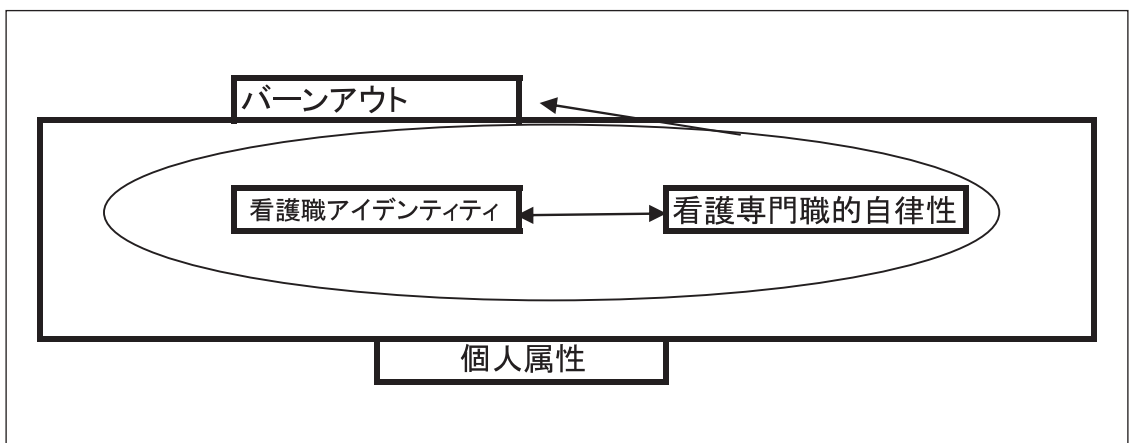 バーンアウト
看護職アイデンティティ
看護専門職的自律性
個人属性